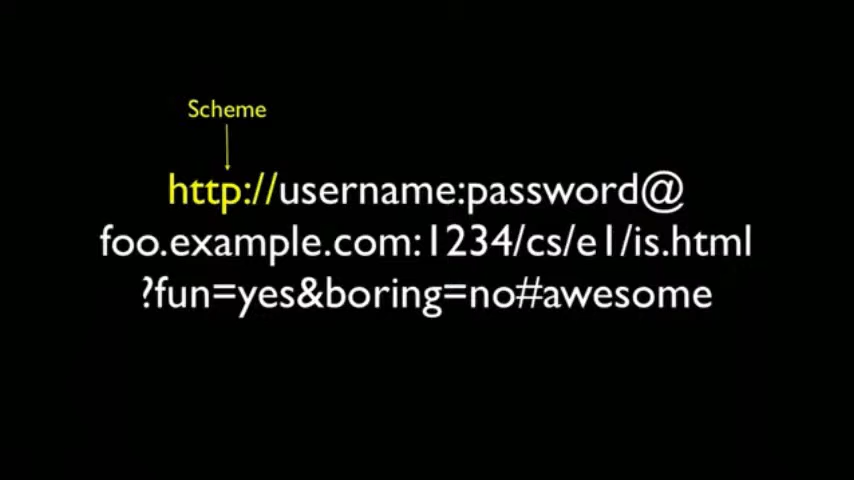 Scheme
http://username:password@
foo.example.com:1234/cs/e1/is.html
?fun=yes&boring=no#awesome